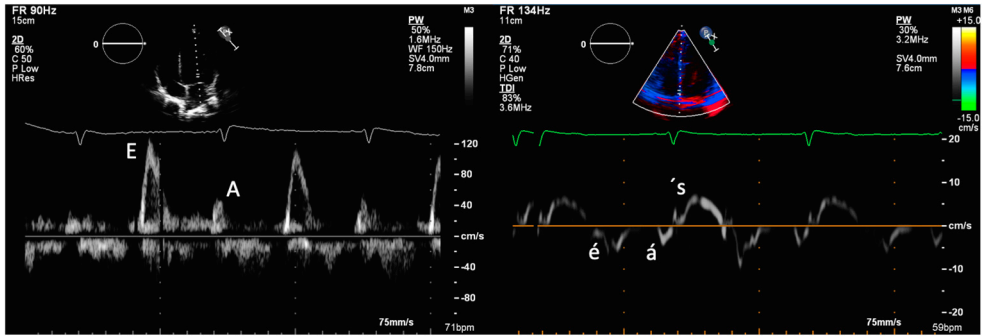 FR 90Hz
15cm
2D
60%
C 50
P Low
HRes
0
M3
PW
50%
1.6MHz
WF 150Hz
SV4.0mm
7.8cm
E
A
120
80
40
cm/s
-40
-80
75mm/s
71bpm
FR 134Hz
11cm
2D
71%
C 40
P Low
HGen
TDI
83%
3.6MHz
0
M3 M6
+15.0
PW
30%
3.2MHz
SV4.0mm
7.6cm
-15.0
cm/s
20
´s
10
cm/s
é
á
-10
-20
75mm/s
59bpm